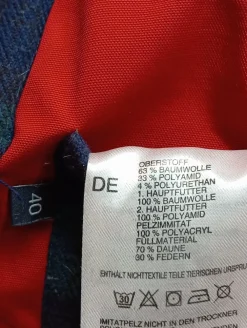 40
DE
OBERSTOFF
63 % BAUMWOLLE
33 % POLYAMID
4 % POLYURETHAN
1. HAUPTFUTTER
100 % BAUMWOLLE
2. HAUPTFUTTER
100 % POLYAMID
PELZIMITAT
100 % POLYACRYL
FÜLLMATERIAL
70 % DAUNE
30 % FEDERN
ENTHÄLT NICHTTEXTILE TEILE TIERISCHEN URSPRU
30
IMITATPELZ NICHT IN DEN TROCKNER